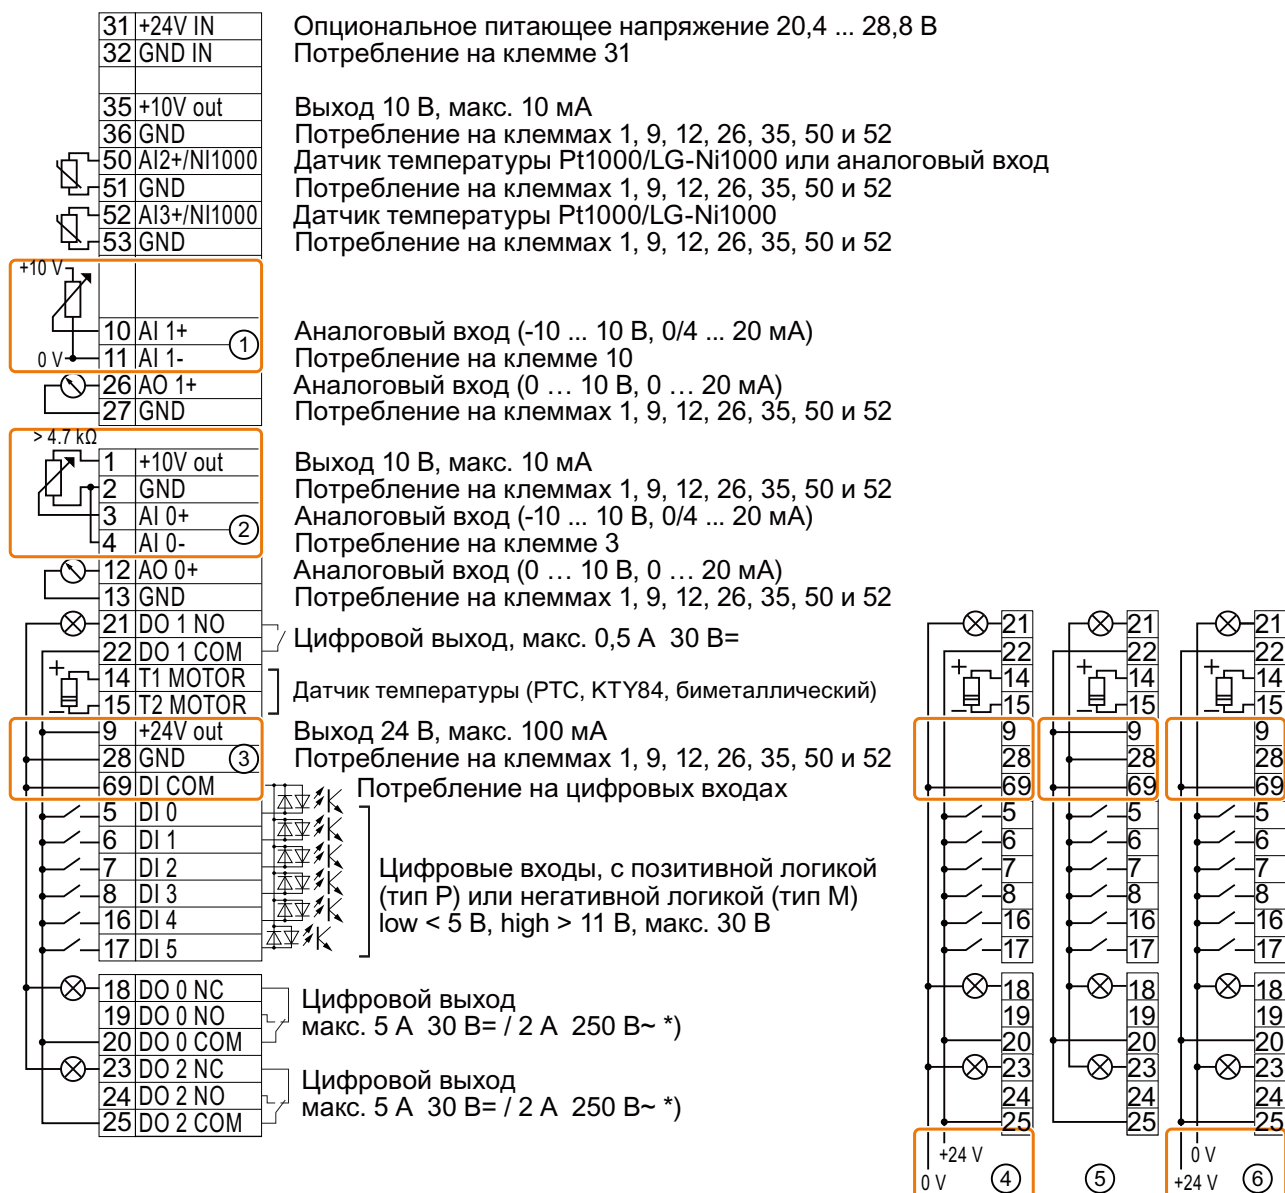 31 +24V IN Опциональное питающее напряжение 20,4 ... 28,8 В
32 GND IN Потребление на клемме 31
35 +10V out Выход 10 В, макс. 10 мА
36 GND Потребление на клеммах 1, 9, 12, 26, 35, 50 и 52
50 AI2+/NI1000 Датчик температуры Pt1000/LG-Ni1000 или аналоговый вход
51 GND Потребление на клеммах 1, 9, 12, 26, 35, 50 и 52
52 AI3+/NI1000 Датчик температуры Pt1000/LG-Ni1000
53 GND Потребление на клеммах 1, 9, 12, 26, 35, 50 и 52
+10 V
10 AI 1+ Аналоговый вход (-10 ... 10 В, 0/4 ... 20 мА)
1
0 V 11 AI 1- Потребление на клемме 10
26 AO 1+ Аналоговый вход (0 … 10 В, 0 … 20 мА)
27 GND Потребление на клеммах 1, 9, 12, 26, 35, 50 и 52
> 4.7 kΩ
1 +10V out Выход 10 В, макс. 10 мА
2 GND Потребление на клеммах 1, 9, 12, 26, 35, 50 и 52
3 AI 0+ Аналоговый вход (-10 ... 10 В, 0/4 ... 20 мА)
2
4 AI 0- Потребление на клемме 3
12 AO 0+ Аналоговый вход (0 … 10 В, 0 … 20 мА)
13 GND Потребление на клеммах 1, 9, 12, 26, 35, 50 и 52
21 DO 1 NO
22 DO 1 COM
Цифровой выход, макс. 0,5 А 30 В=
+ 14 T1 MOTOR
− 15 T2 MOTOR
Датчик температуры (PTC, KTY84, биметаллический)
9 +24V out Выход 24 В, макс. 100 мА
28 GND 3 Потребление на клеммах 1, 9, 12, 26, 35, 50 и 52
69 DI COM Потребление на цифровых входах
5 DI 0
6 DI 1
7 DI 2
8 DI 3
16 DI 4
17 DI 5
Цифровые входы, с позитивной логикой
(тип P) или негативной логикой (тип M)
low < 5 В, high > 11 В, макс. 30 В
18 DO 0 NC
19 DO 0 NO
20 DO 0 COM
Цифровой выход
макс. 5 А 30 В= / 2 А 250 В~ *)
23 DO 2 NC
24 DO 2 NO
25 DO 2 COM
Цифровой выход
макс. 5 А 30 В= / 2 А 250 В~ *)
21
22
+ 14
− 15
9
28
69
5
6
7
8
16
17
18
19
20
23
24
25
+24 V
0 V 4
21
22
+ 14
− 15
9
28
69
5
6
7
8
16
17
18
19
20
23
24
25
5
21
22
+ 14
− 15
9
28
69
5
6
7
8
16
17
18
19
20
23
24
25
0 V
+24 V 6